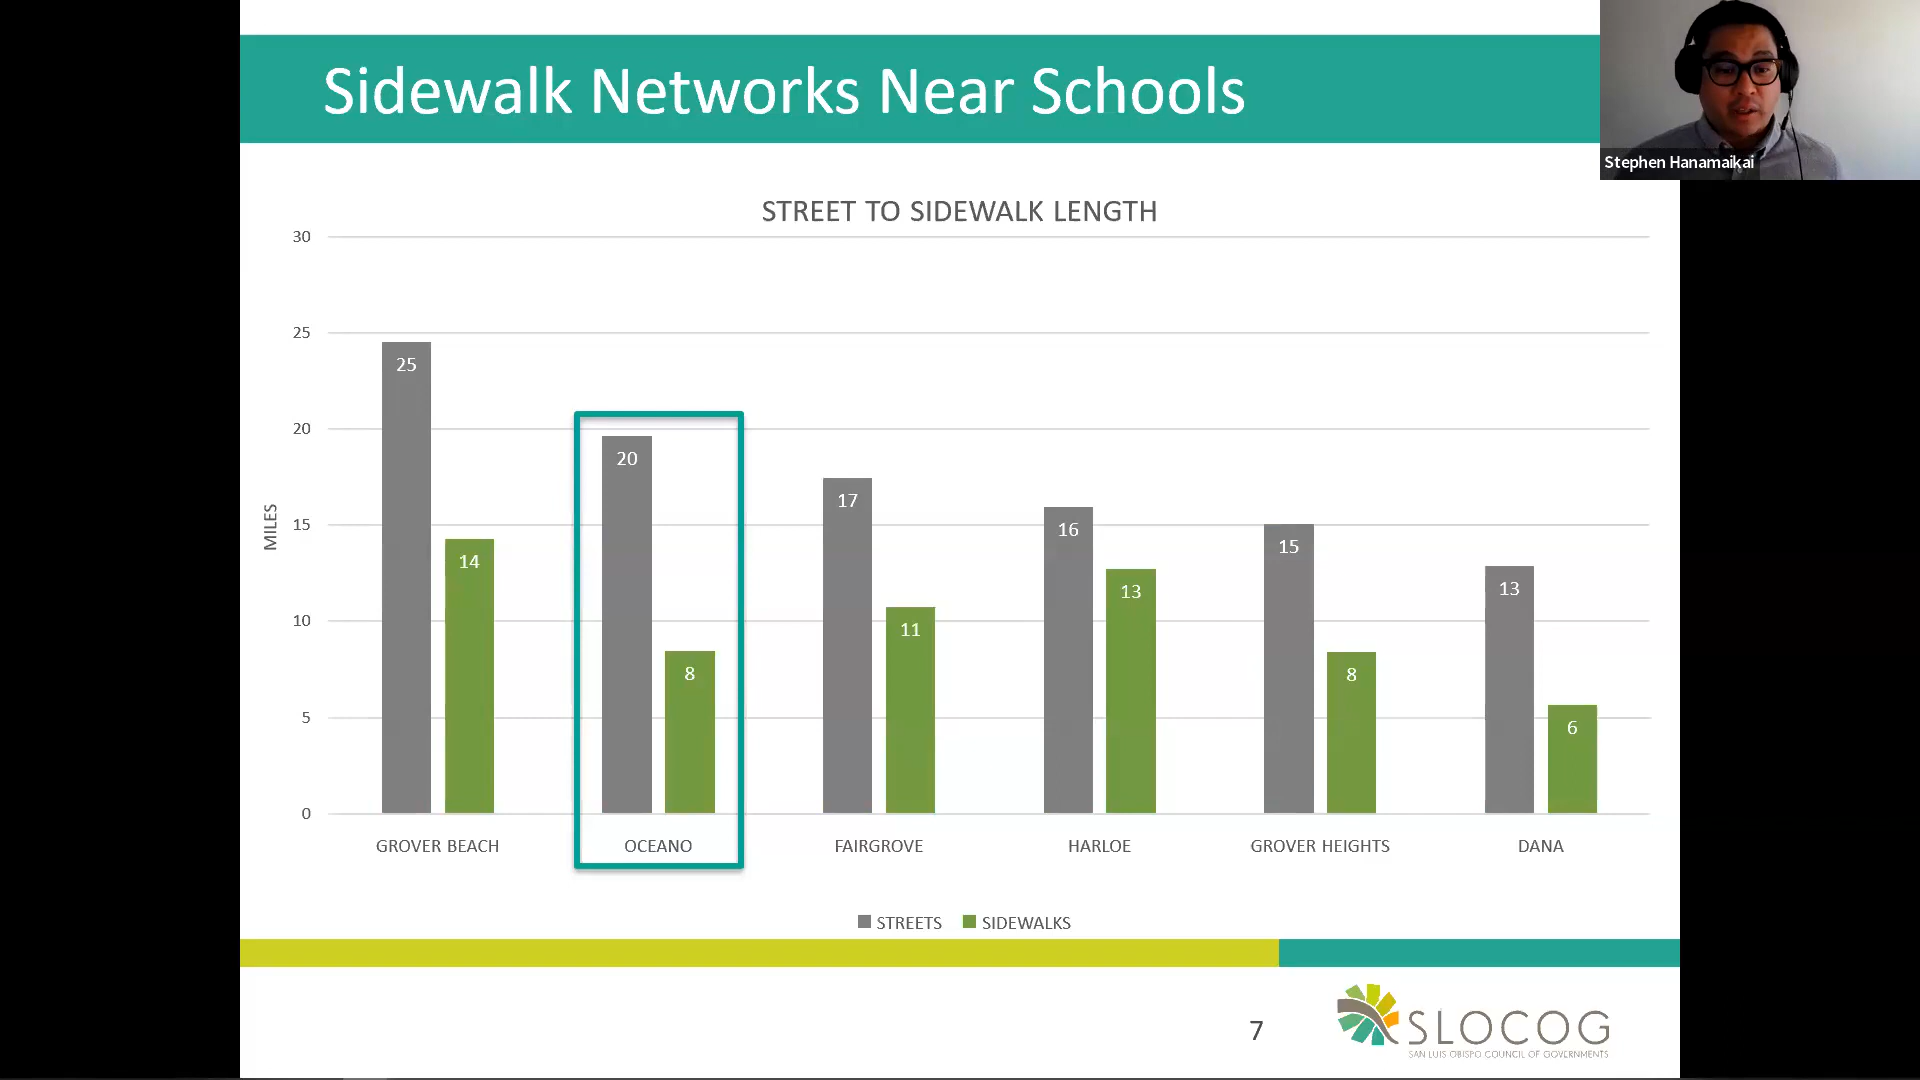 Sidewalk Networks Near Schools
Stephen Hanamaikai
STREET TO SIDEWALK LENGTH
30
25
20
15
10
5
0
MILES
25
14
20
8
17
11
16
13
15
8
13
6
GROVER BEACH
OCEANO
FAIRGROVE
HARLOE
GROVER HEIGHTS
DANA
STREETS
SIDEWALKS
7
SLOCOG
SAN LUIS OBISPO COUNCIL OF GOVERNMENTS